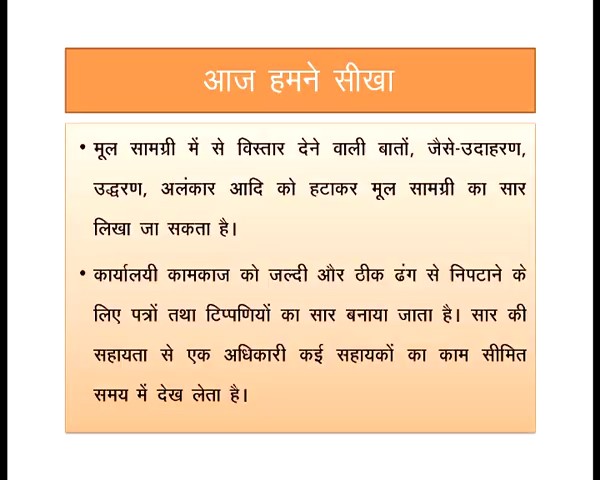 आज हमने सीखा
• मूल सामग्री में से विस्तार देने वाली बातों, जैसे-उदाहरण,
उद्धरण, अलंकार आदि को हटाकर मूल सामग्री का सार
लिखा जा सकता है।
• कार्यालयी कामकाज को जल्दी और ठीक ढंग से निपटाने के
लिए पत्रों तथा टिप्पणियों का सार बनाया जाता है। सार की
सहायता से एक अधिकारी कई सहायकों का काम सीमित
समय में देख लेता है।